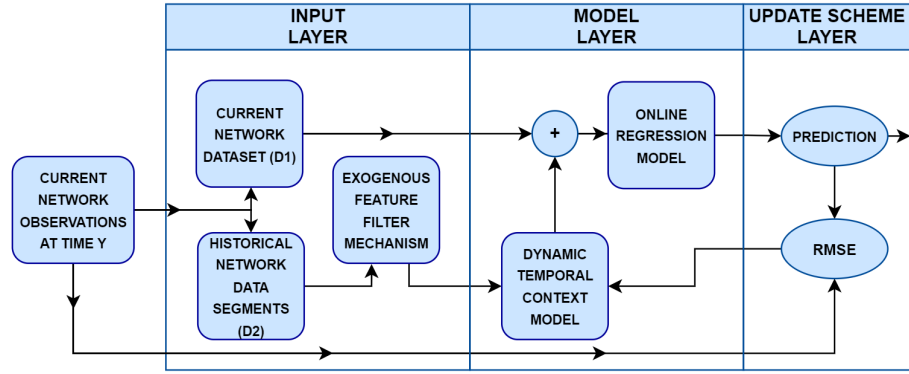 INPUT
LAYER
MODEL
LAYER
UPDATE SCHEME
LAYER
CURRENT
NETWORK
OBSERVATIONS
AT TIME Y
CURRENT
NETWORK
DATASET (D1)
HISTORICAL
NETWORK
DATA
SEGMENTS
(D2)
EXOGENOUS
FEATURE
FILTER
MECHANISM
+
DYNAMIC
TEMPORAL
CONTEXT
MODEL
ONLINE
REGRESSION
MODEL
PREDICTION
RMSE